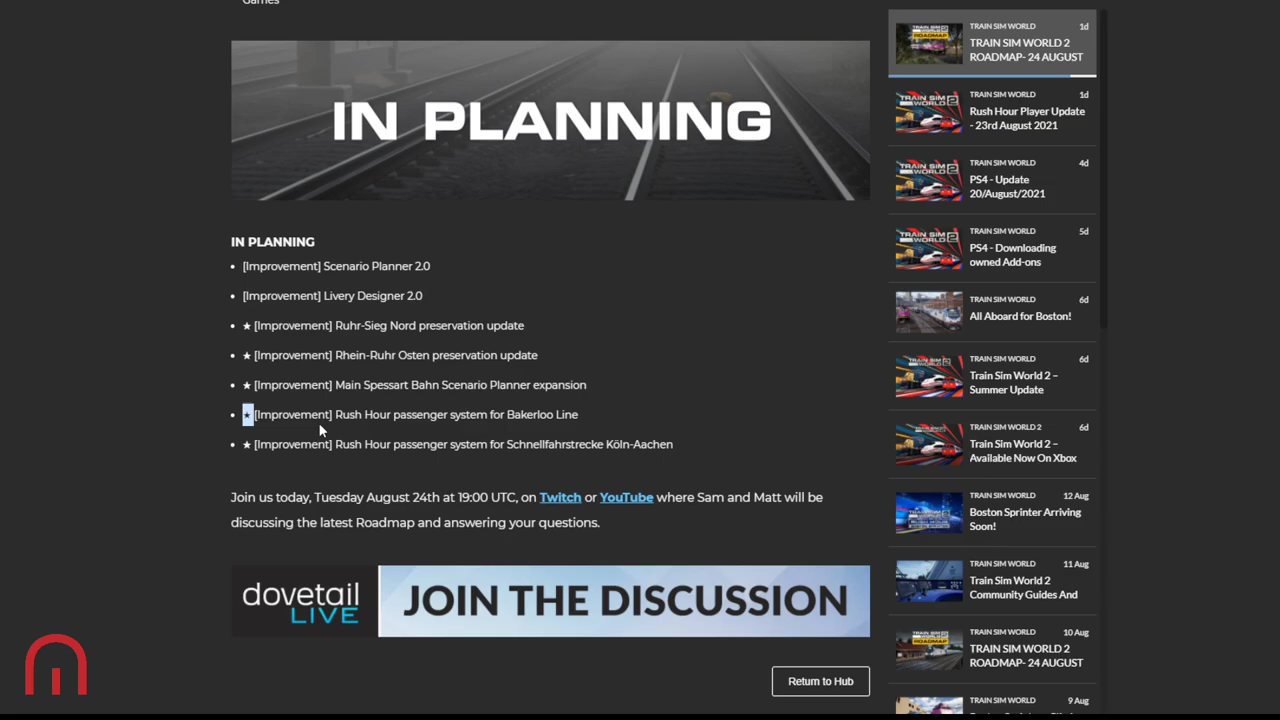 Games
IN PLANNING
IN PLANNING
• [Improvement] Scenario Planner 2.0
• [Improvement] Livery Designer 2.0
• ★ [Improvement] Ruhr-Sieg Nord preservation update
• ★ [Improvement] Rhein-Ruhr Osten preservation update
• ★ [Improvement] Main Spessart Bahn Scenario Planner expansion
• ★ [Improvement] Rush Hour passenger system for Bakerloo Line
• ★ [Improvement] Rush Hour passenger system for Schnellfahrstrecke Köln-Aachen
Join us today, Tuesday August 24th at 19:00 UTC, on Twitch or YouTube where Sam and Matt will be
discussing the latest Roadmap and answering your questions.
dovetail
LIVE
JOIN THE DISCUSSION
Return to Hub
TRAIN SIM WORLD 1d
TRAIN SIM WORLD 2
ROADMAP- 24 AUGUST
TRAIN SIM WORLD 1d
Rush Hour Player Update
- 23rd August 2021
TRAIN SIM WORLD 4d
PS4 - Update
20/August/2021
TRAIN SIM WORLD 5d
PS4 - Downloading
owned Add-ons
TRAIN SIM WORLD 6d
All Aboard for Boston!
TRAIN SIM WORLD 6d
Train Sim World 2 –
Summer Update
TRAIN SIM WORLD 2 6d
Train Sim World 2 –
Available Now On Xbox
TRAIN SIM WORLD 12 Aug
Boston Sprinter Arriving
Soon!
TRAIN SIM WORLD 11 Aug
Train Sim World 2
Community Guides And
TRAIN SIM WORLD 10 Aug
TRAIN SIM WORLD 2
ROADMAP- 24 AUGUST
TRAIN SIM WORLD 9 Aug